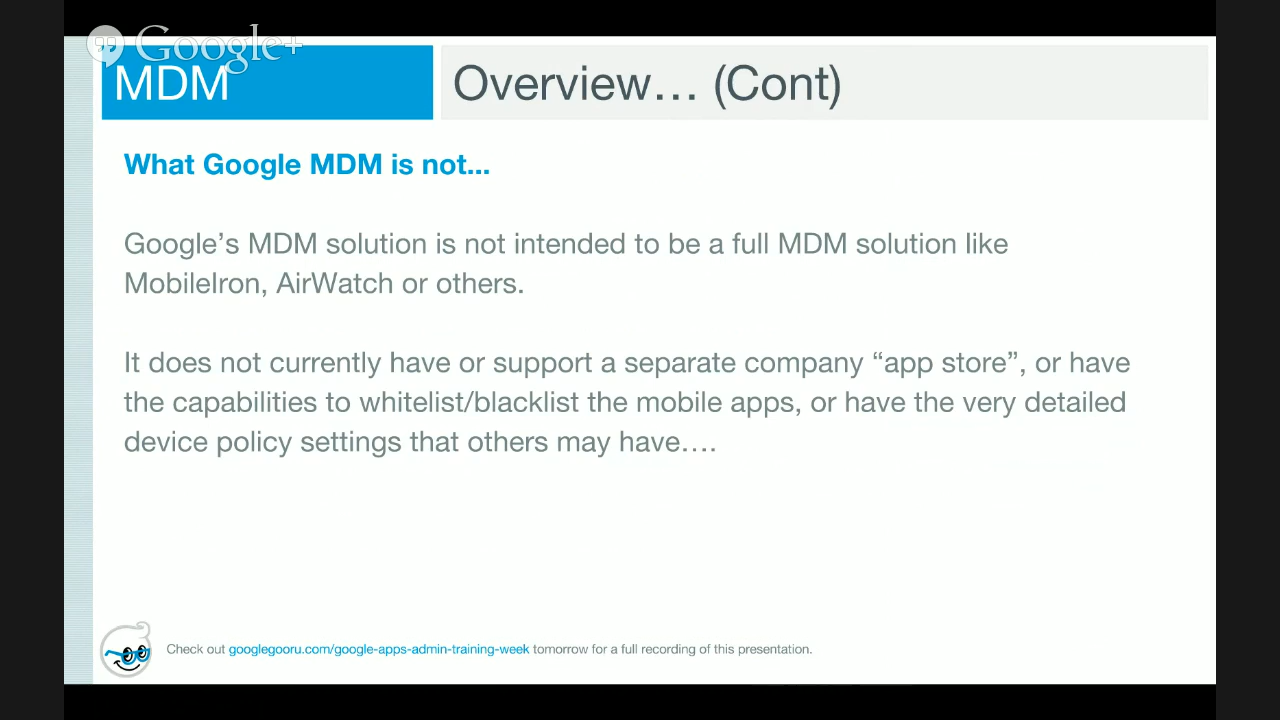 Google+
MDM
Overview… (Cont)
What Google MDM is not...
Google’s MDM solution is not intended to be a full MDM solution like
MobileIron, AirWatch or others.
It does not currently have or support a separate company “app store”, or have
the capabilities to whitelist/blacklist the mobile apps, or have the very detailed
device policy settings that others may have….
Check out googlegooru.com/google-apps-admin-training-week tomorrow for a full recording of this presentation.